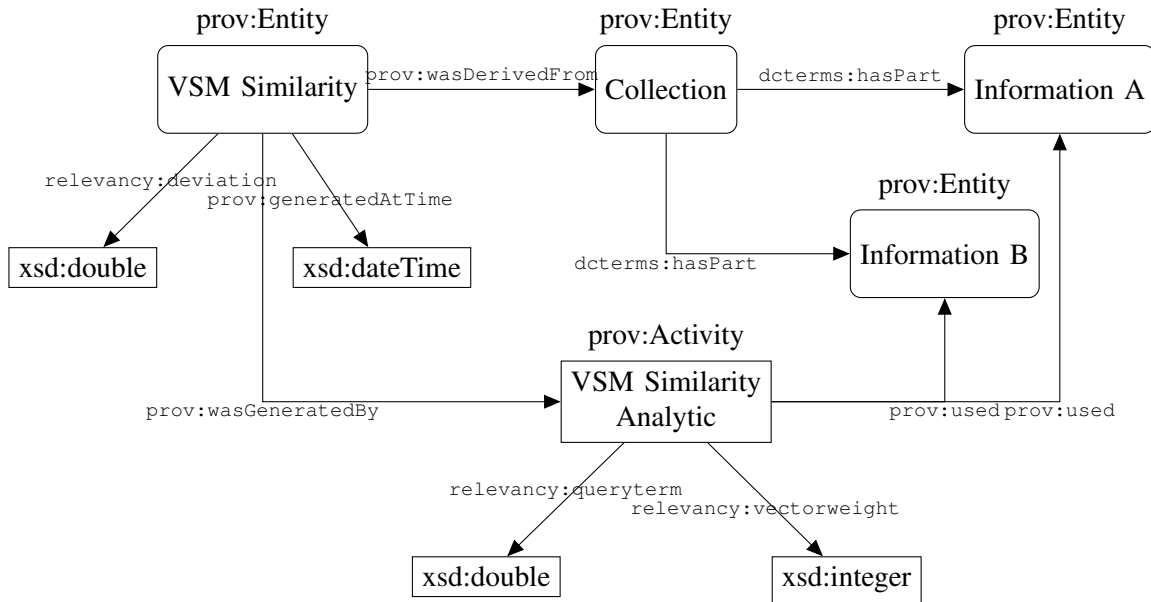 prov:Entity
prov:Entity
prov:Entity
VSM Similarity
prov:wasDerivedFrom
Collection
dcterms:hasPart
Information A
relevancy:deviation
prov:generatedAtTime
prov:Entity
xsd:double
xsd:dateTime
dcterms:hasPart
Information B
prov:Activity
VSM Similarity
Analytic
prov:wasGeneratedBy
prov:used
prov:used
relevancy:queryterm
relevancy:vectorweight
xsd:double
xsd:integer